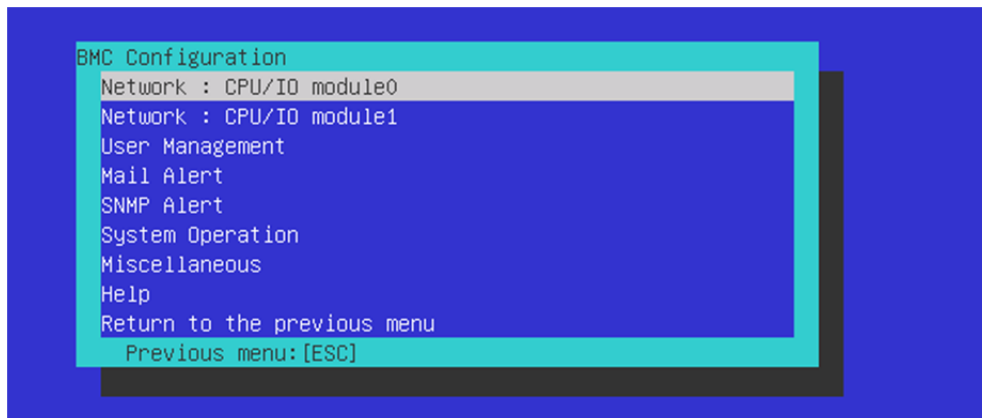 BMC Configuration
Network : CPU/IO module0
Network : CPU/IO module1
User Management
Mail Alert
SNMP Alert
System Operation
Miscellaneous
Help
Return to the previous menu
Previous menu:[ESC]